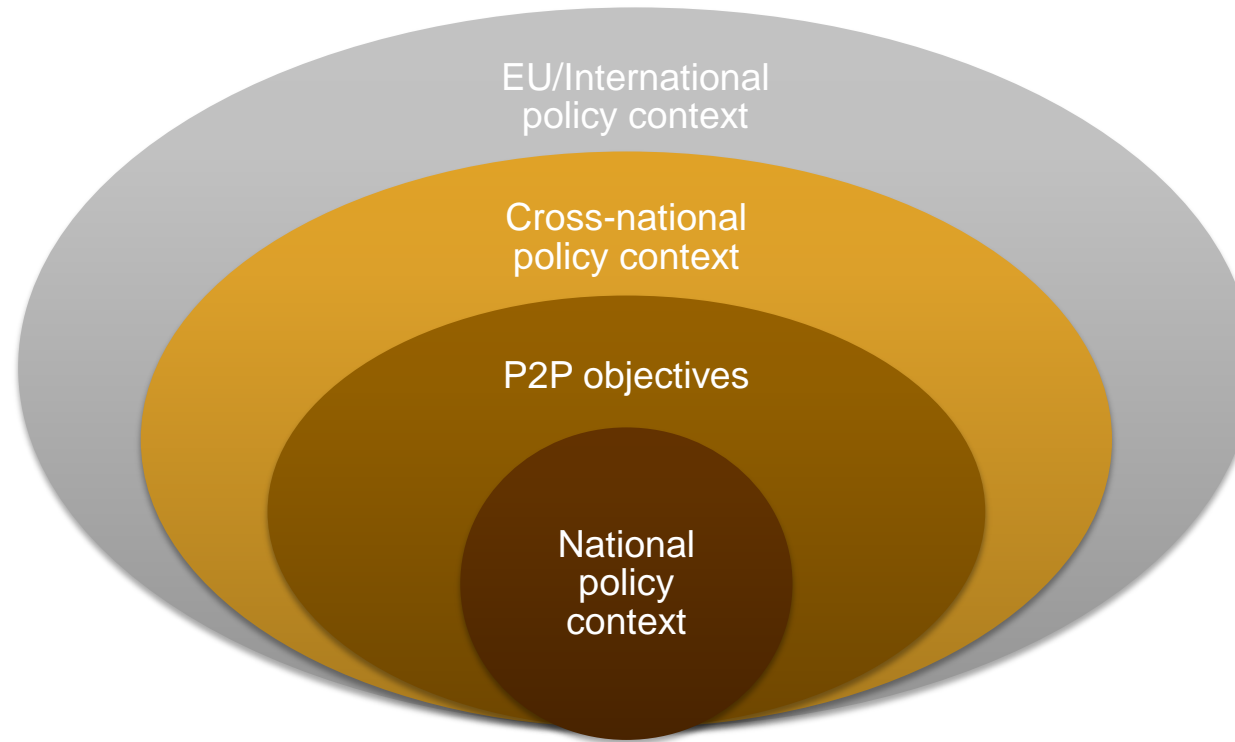 EU/International
policy context
Cross-national
policy context
P2P objectives
National
policy
context